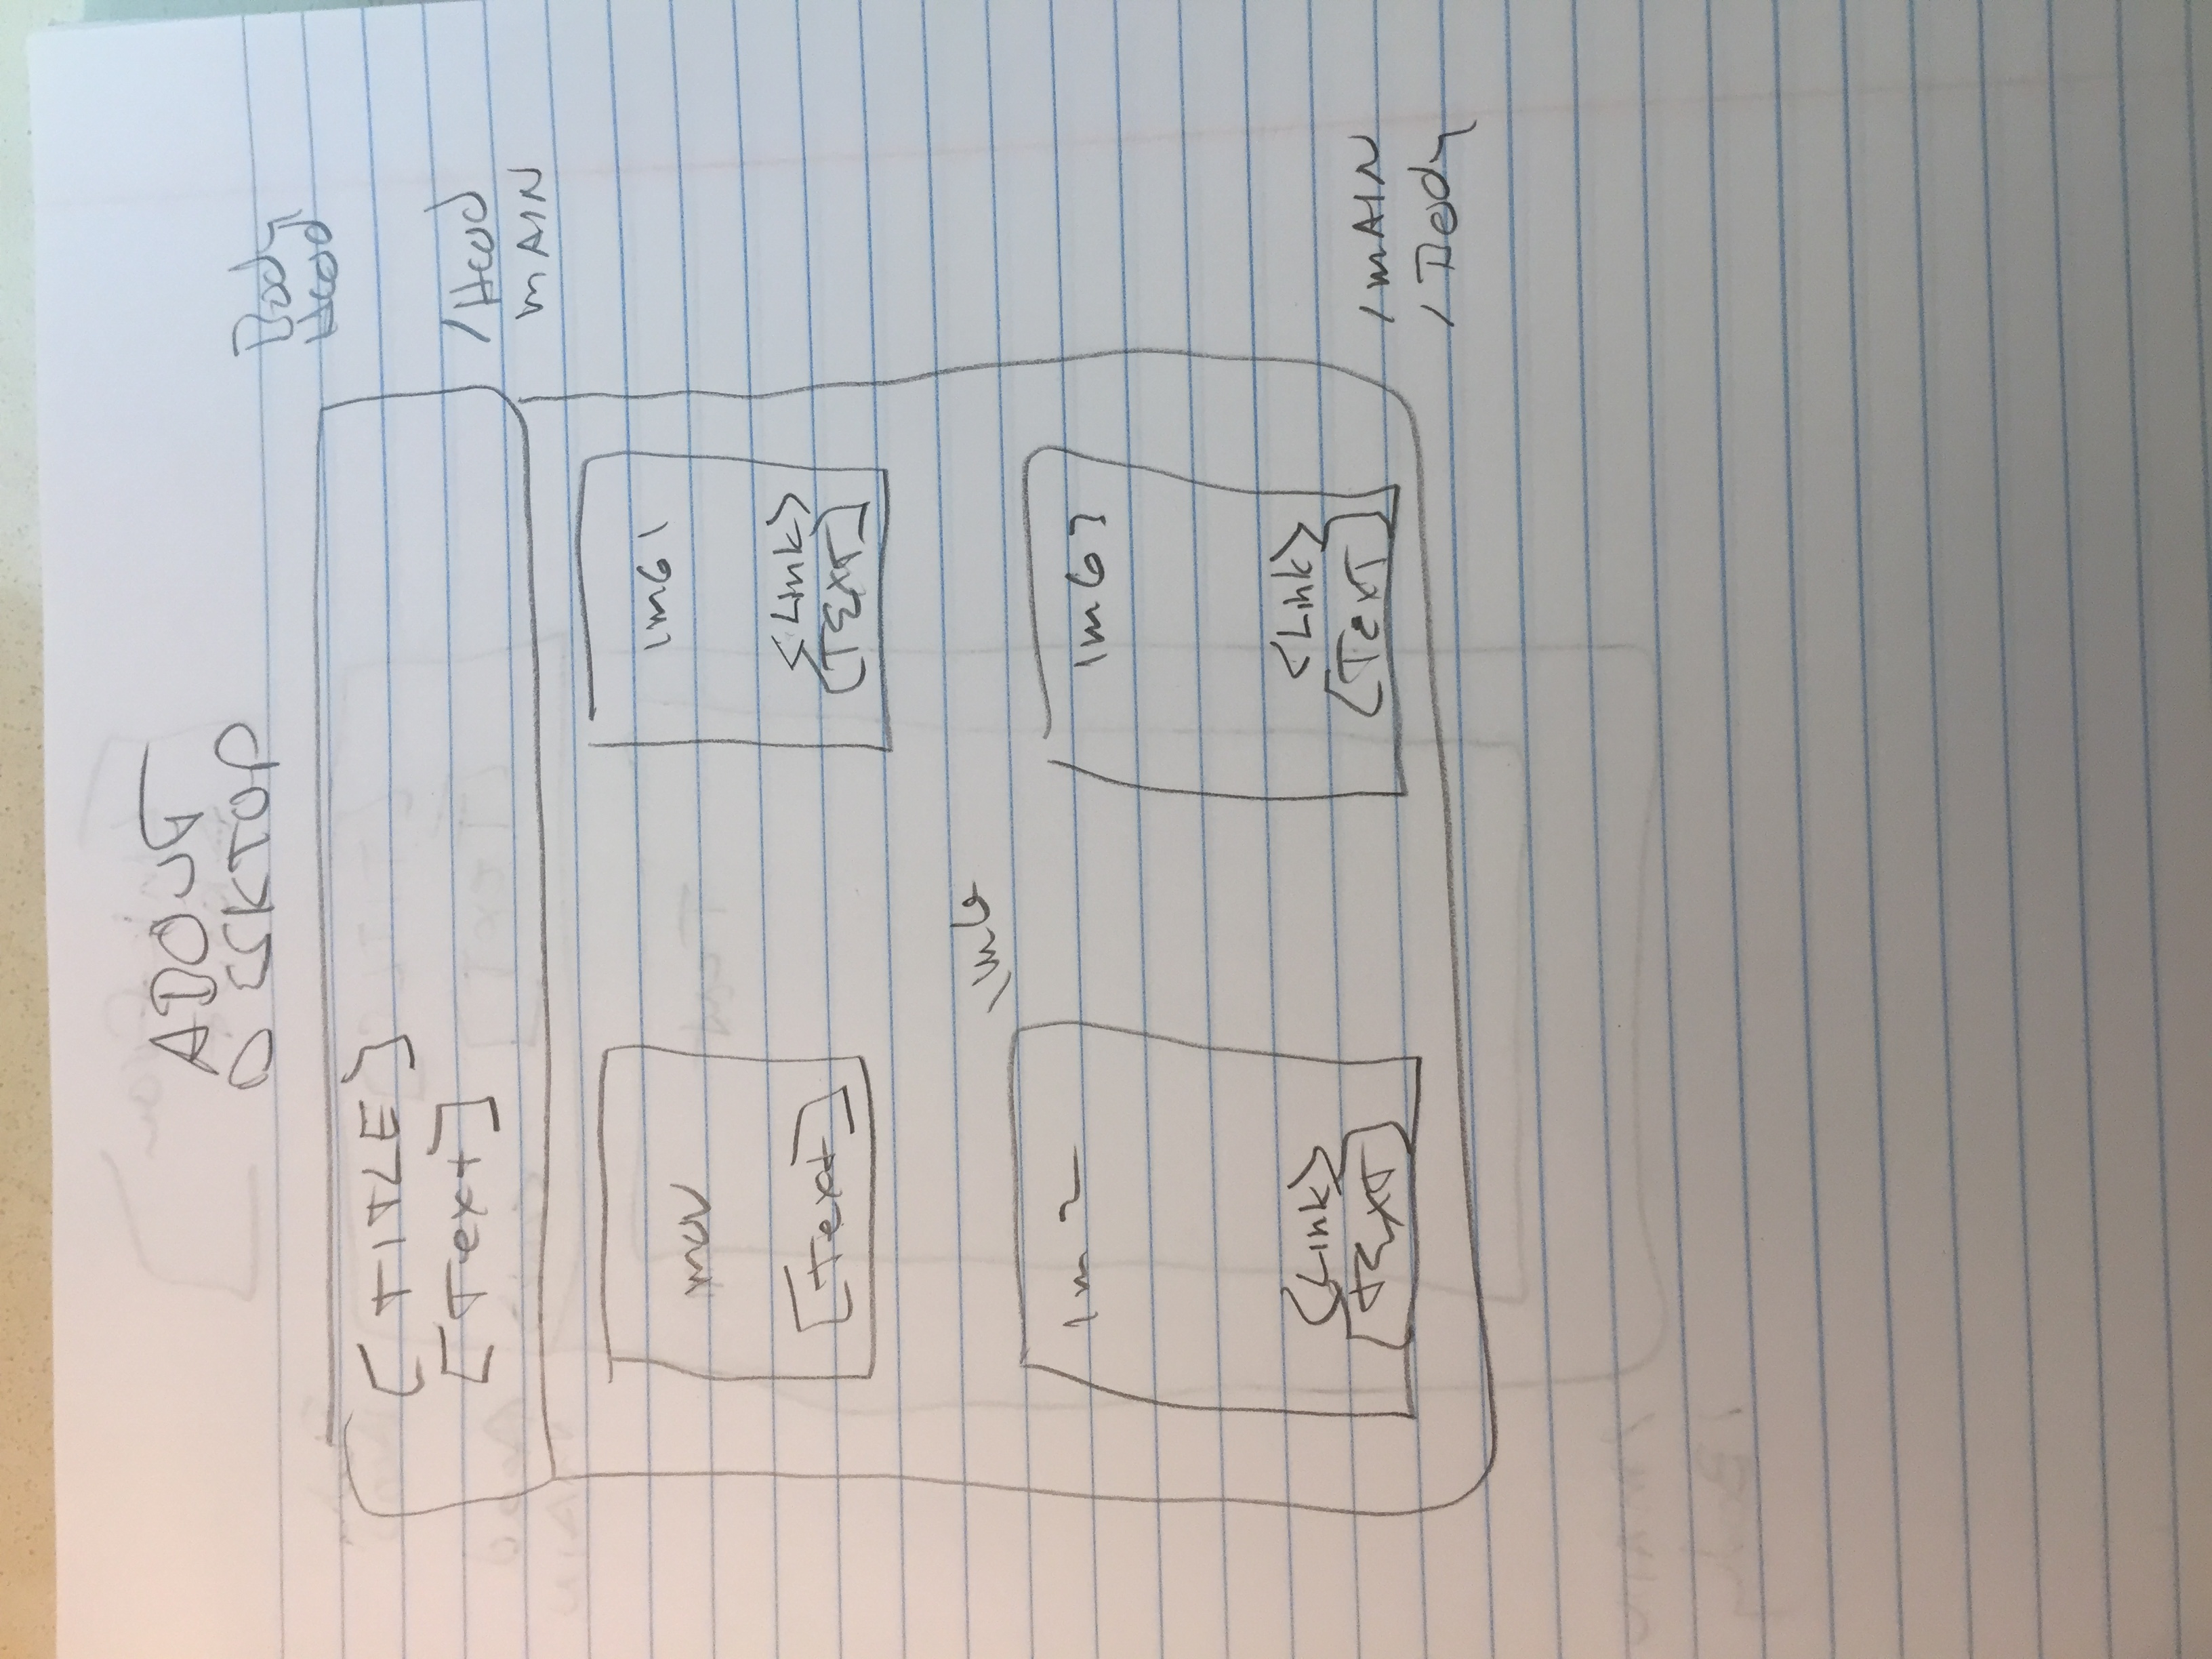 ABOUT
DESKTOP
Body
Head
[TITLE]
[Text]
/Head
MAIN
mov
[Text]
IMG1
<Link>
[TEXT]
IMG
Im2
<Link>
[TEXT]
IMG3
<Link>
[TEXT]
/MAIN
/Body